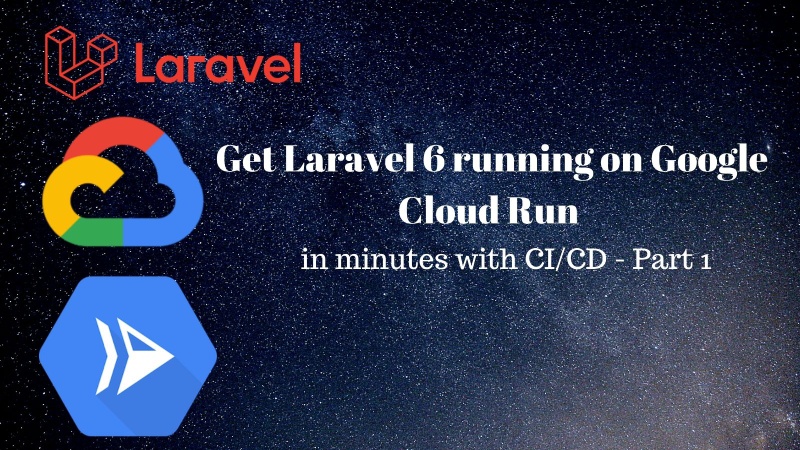 Laravel
Get Laravel 6 running on Google
Cloud Run
in minutes with CI/CD - Part 1